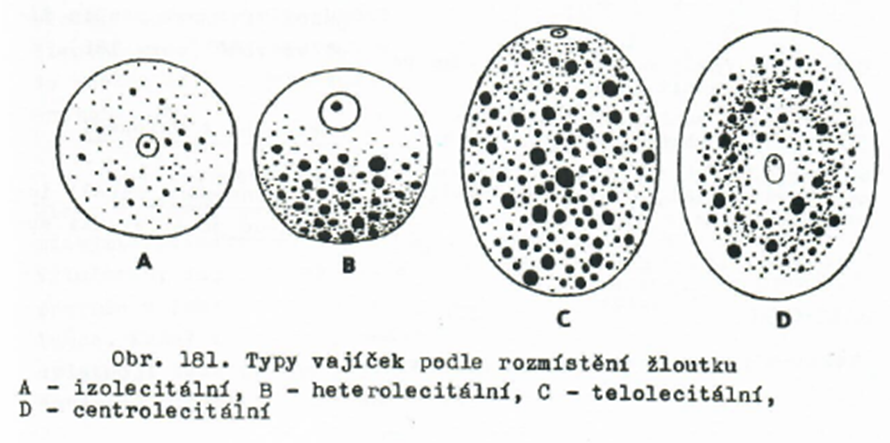 A
B
C
D
Obr. 181. Typy vajíček podle rozmístění žloutku
A - izolecitální, B - heterolecitální, C - telolecitální,
D - centrolecitální